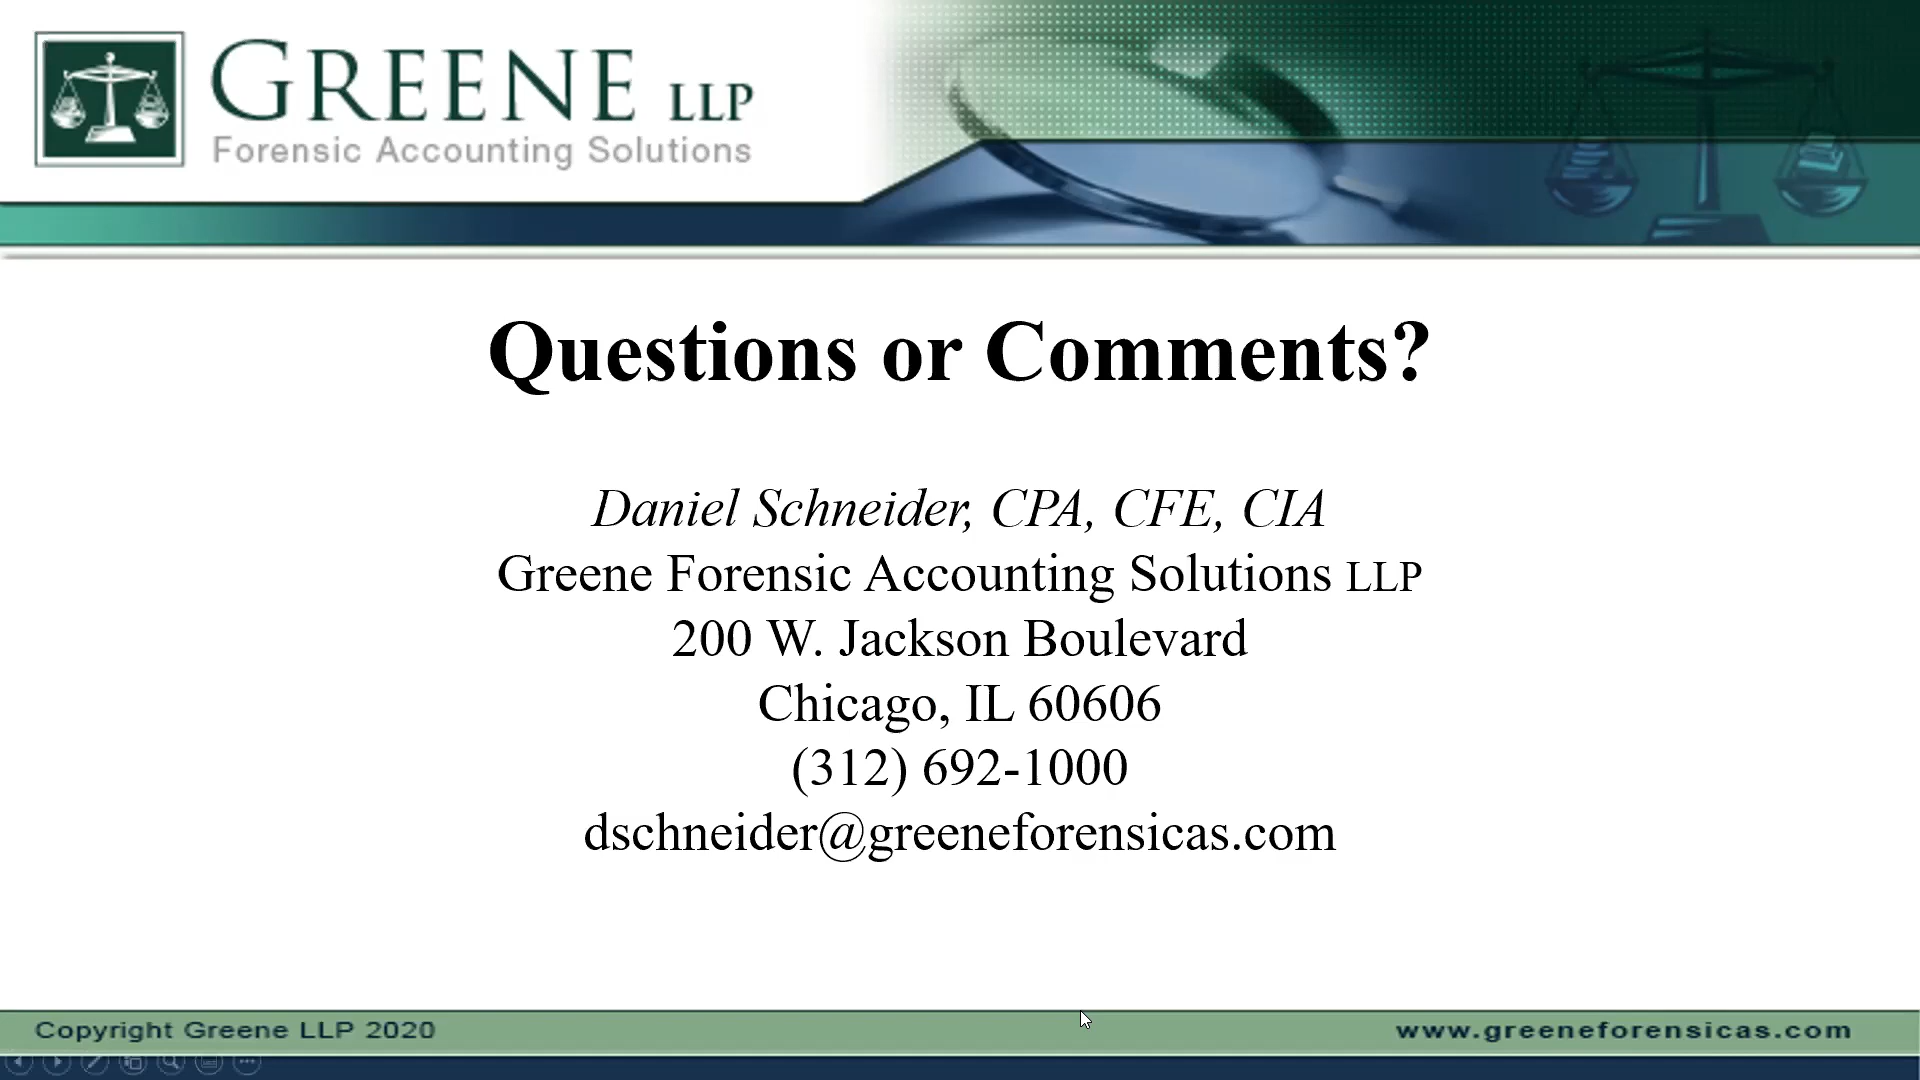 GREENE LLP
Forensic Accounting Solutions
Questions or Comments?
Daniel Schneider, CPA, CFE, CIA
Greene Forensic Accounting Solutions LLP
200 W. Jackson Boulevard
Chicago, IL 60606
(312) 692-1000
dschneider@greeneforensicas.com
Copyright Greene LLP 2020
www.greeneforensicas.com